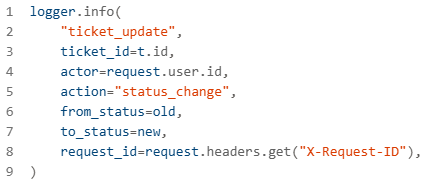 1 logger.info(
2     "ticket_update",
3     ticket_id=t.id,
4     actor=request.user.id,
5     action="status_change",
6     from_status=old,
7     to_status=new,
8     request_id=request.headers.get("X-Request-ID"),
9 )